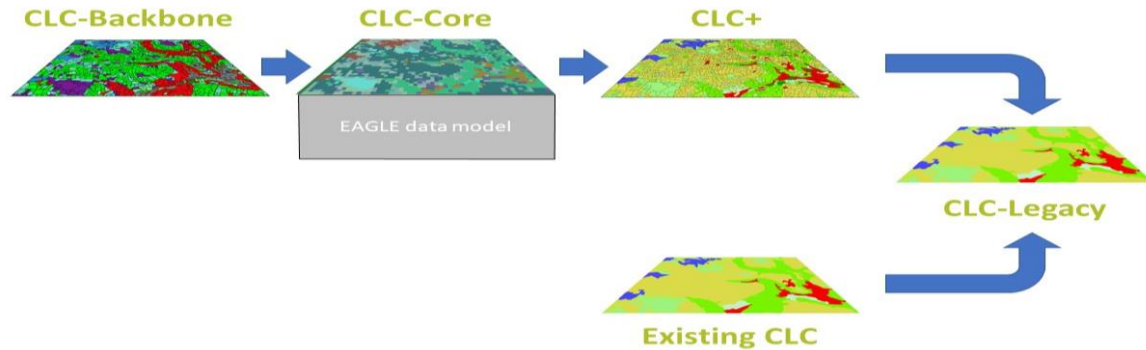 CLC-Backbone
CLC-Core
CLC+
EAGLE data model
CLC-Legacy
Existing CLC